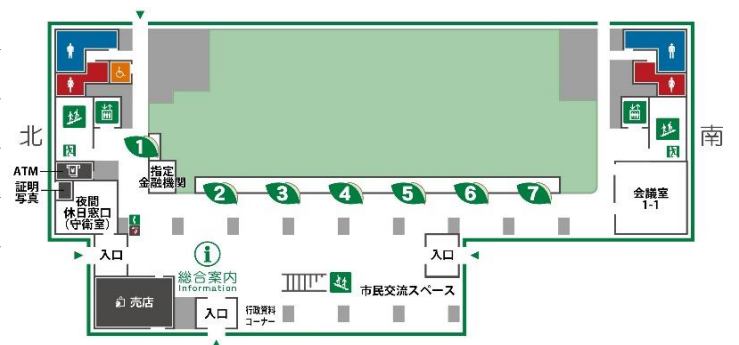 北
南
ATM
証明
写真
1
指定
金融機関
2
3
4
5
6
7
夜間
休日窓口
(守衛室)
会議室
1-1
入口
総合案内
Information
入口
売店
入口
行政資料
コーナー
市民交流スペース